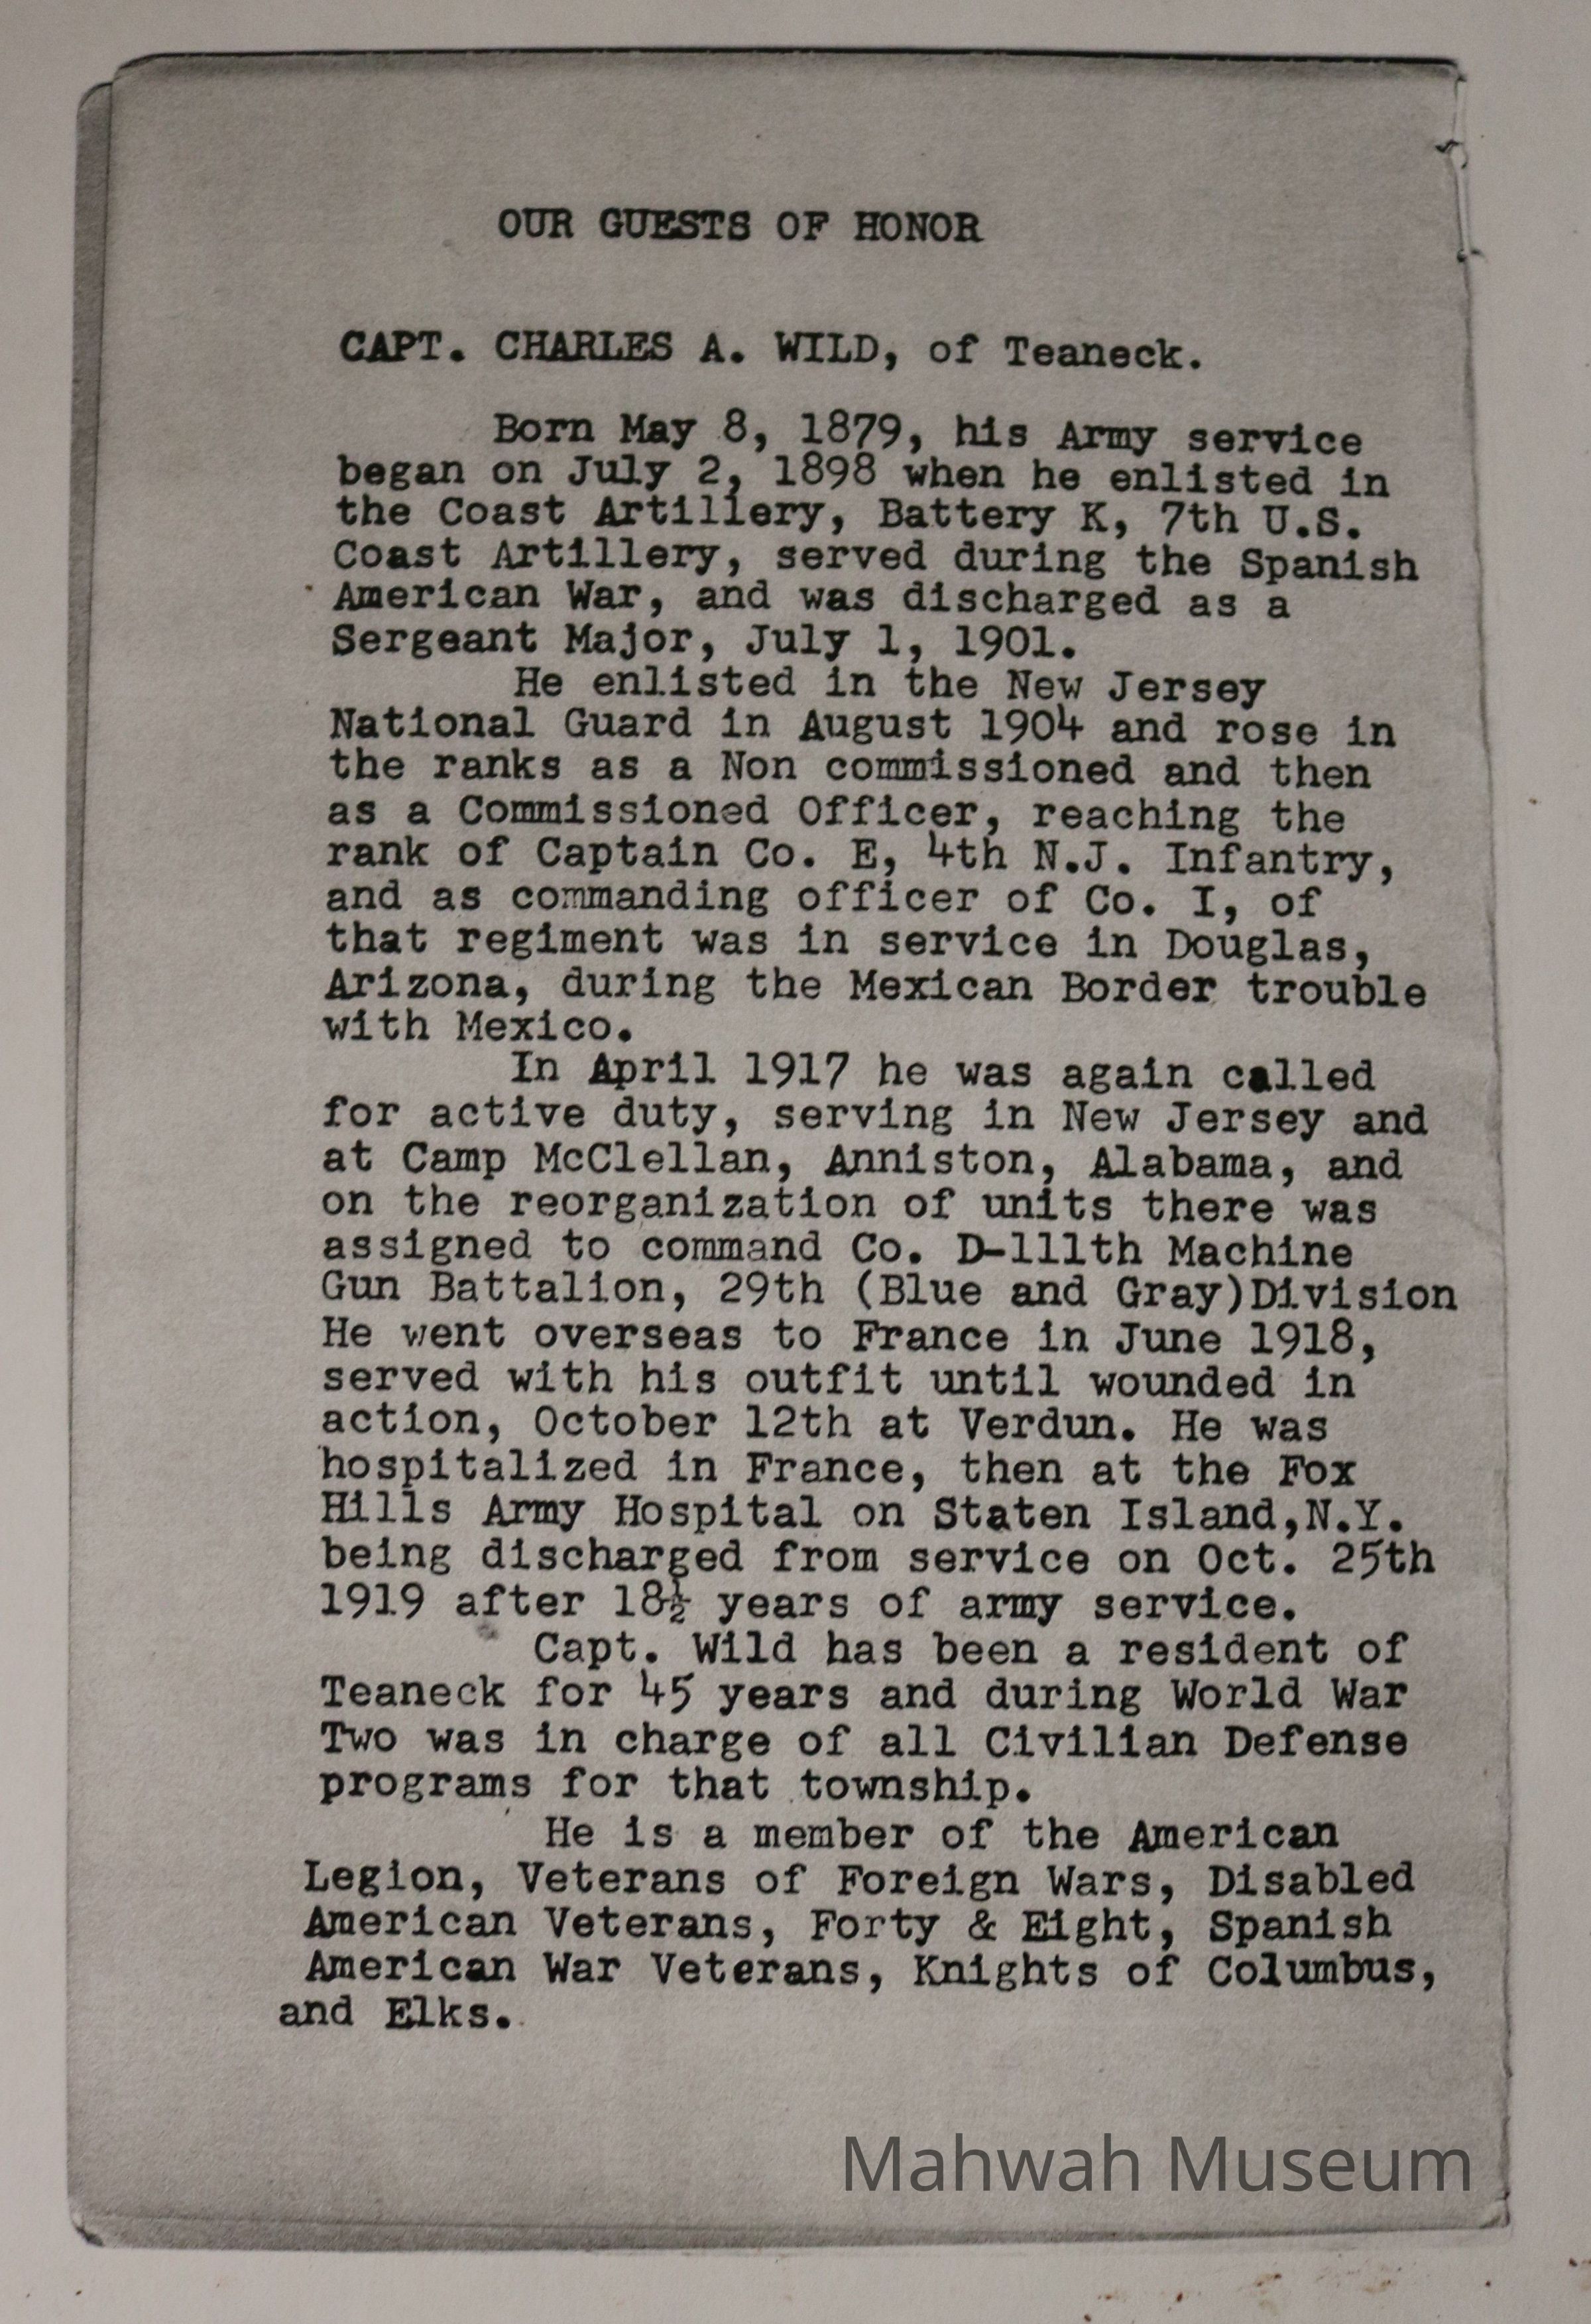 OUR GUESTS OF HONOR
CAPT. CHARLES A. WILD, of Teaneck.
Born May 8, 1879, his Army service
began on July 2, 1898 when he enlisted in
the Coast Artillery, Battery K, 7th U.S.
Coast Artillery, served during the Spanish
American War, and was discharged as a
Sergeant Major, July 1, 1901.
He enlisted in the New Jersey
National Guard in August 1904 and rose in
the ranks as a Non commissioned and then
as a Commissioned Officer, reaching the
rank of Captain Co. E, 4th N.J. Infantry,
and as commanding officer of Co. I, of
that regiment was in service in Douglas,
Arizona, during the Mexican Border trouble
with Mexico.
In April 1917 he was again called
for active duty, serving in New Jersey and
at Camp McClellan, Anniston, Alabama, and
on the reorganization of units there was
assigned to command Co. D-111th Machine
Gun Battalion, 29th (Blue and Gray)Division
He went overseas to France in June 1918,
served with his outfit until wounded in
action, October 12th at Verdun. He was
hospitalized in France, then at the Fox
Hills Army Hospital on Staten Island,N.Y.
being discharged from service on Oct. 25th
1919 after 18½ years of army service.
Capt. Wild has been a resident of
Teaneck for 45 years and during World War
Two was in charge of all Civilian Defense
programs for that township.
He is a member of the American
Legion, Veterans of Foreign Wars, Disabled
American Veterans, Forty & Eight, Spanish
American War Veterans, Knights of Columbus,
and Elks.
Mahwah Museum